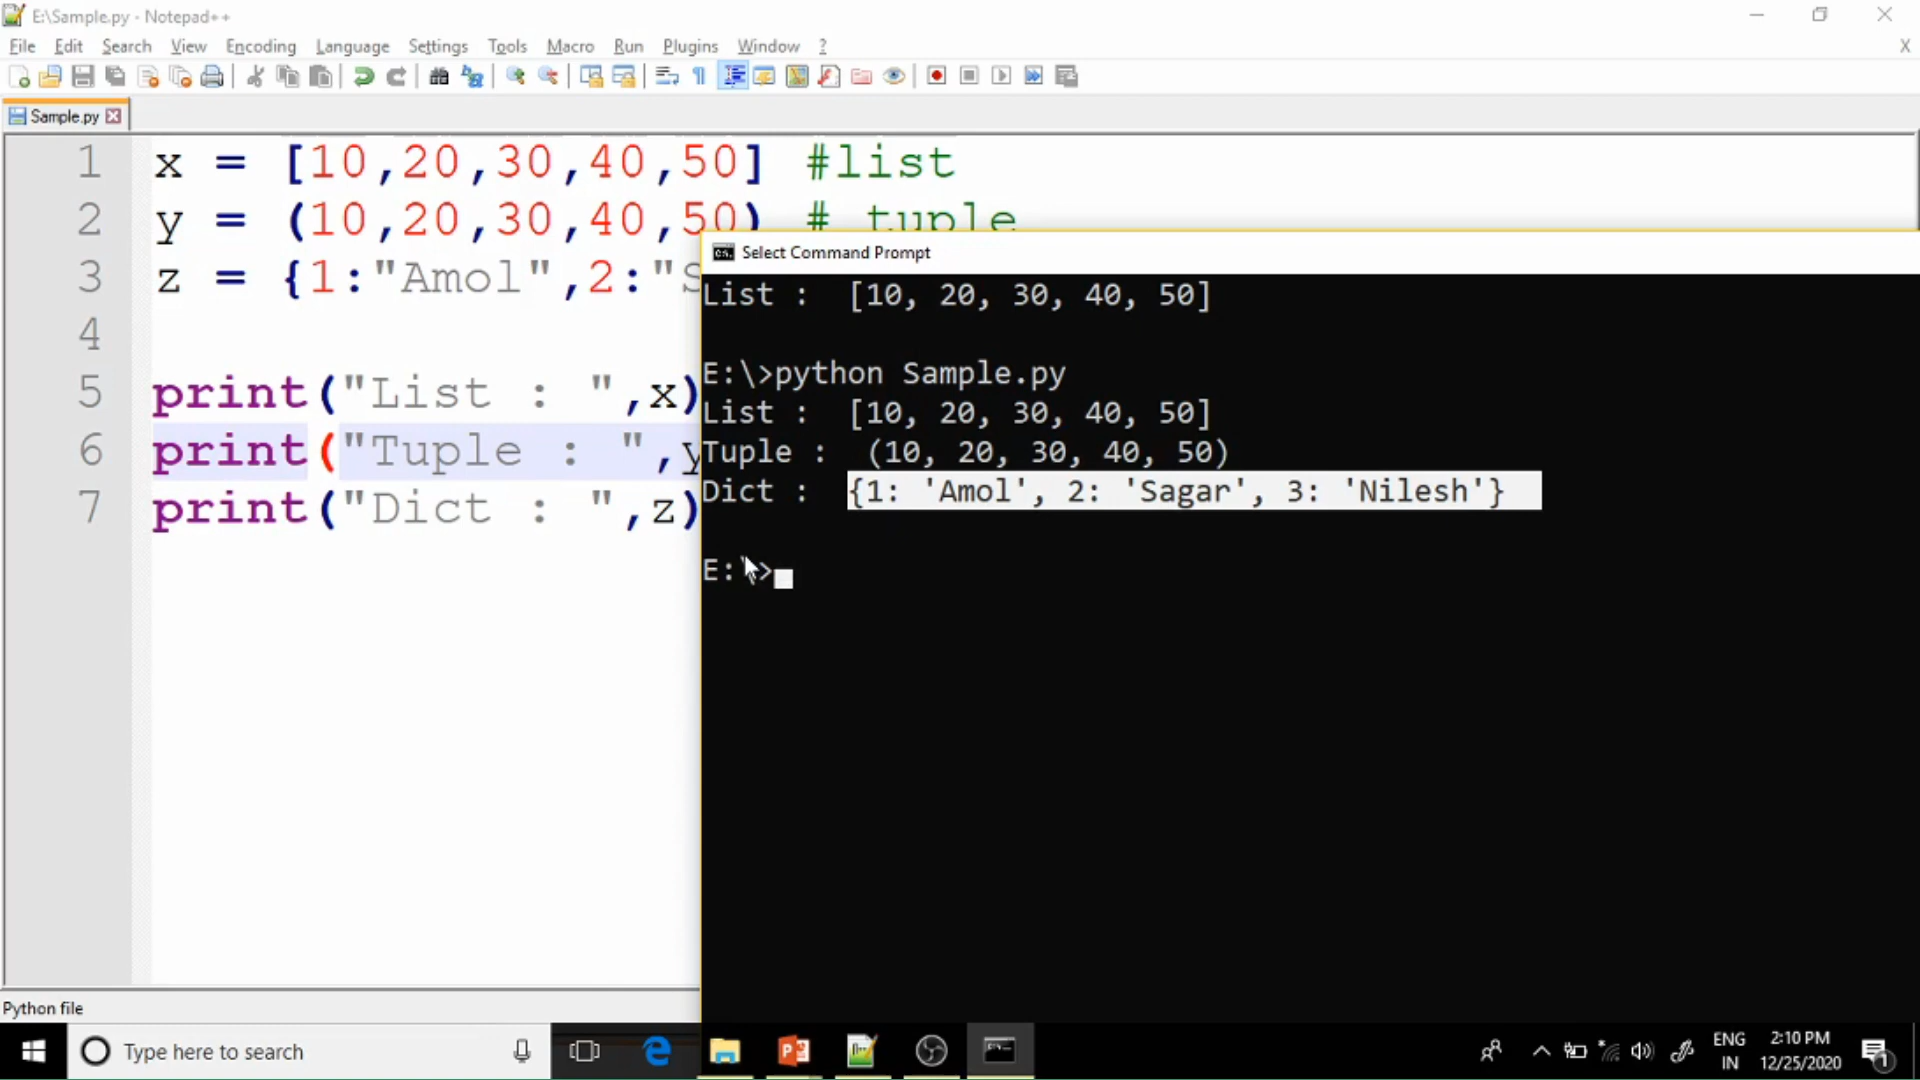 E:\Sample.py - Notepad++
File Edit Search View Encoding Language Settings Tools Macro Run Plugins Window ?
X
Sample.py
1 x = [10,20,30,40,50] #list
2 y = (10,20,30,40,50) # tuple
3 z = {1:"Amol",2:"S
4
5 print("List : ",x)
6 print("Tuple : ",y
7 print("Dict : ",z)
Select Command Prompt
List :  [10, 20, 30, 40, 50]
E:\>python Sample.py
List :  [10, 20, 30, 40, 50]
Tuple :  (10, 20, 30, 40, 50)
Dict :  {1: 'Amol', 2: 'Sagar', 3: 'Nilesh'}
E:\>
Python file
Type here to search
ENG
IN
2:10 PM
12/25/2020
1